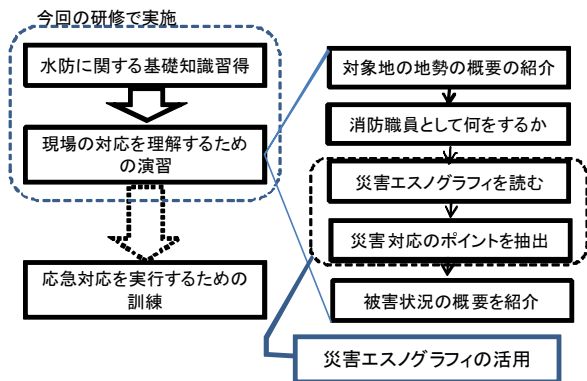 今回の研修で実施
水防に関する基礎知識習得
現場の対応を理解するため
の演習
応急対応を実行するための
訓練
対象地の地勢の概要の紹介
消防職員として何をするか
災害エスノグラフィを読む
災害対応のポイントを抽出
被害状況の概要を紹介
災害エスノグラフィの活用